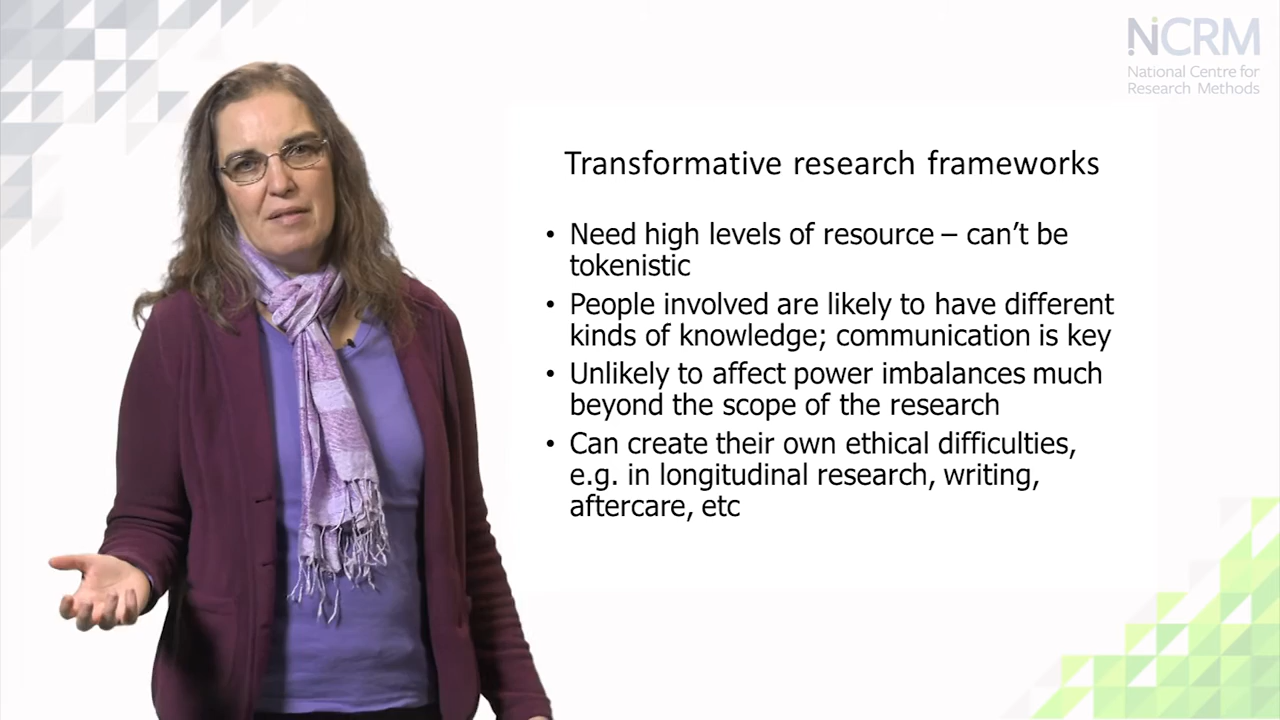 NCRM
National Centre for
Research Methods
Transformative research frameworks
• Need high levels of resource – can't be
tokenistic
• People involved are likely to have different
kinds of knowledge; communication is key
• Unlikely to affect power imbalances much
beyond the scope of the research
• Can create their own ethical difficulties,
e.g. in longitudinal research, writing,
aftercare, etc